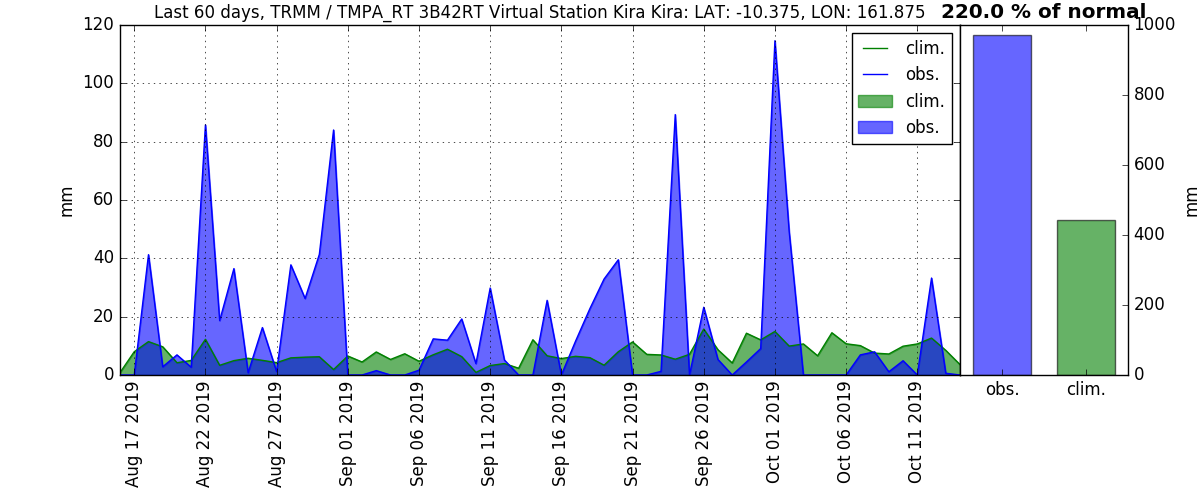 Last 60 days, TRMM / TMPA_RT 3B42RT Virtual Station Kira Kira: LAT: -10.375, LON: 161.875 220.0 % of normal
120
100
80
60
40
20
0
mm
clim.
obs.
clim.
obs.
1000
800
600
400
200
0
mm
obs. clim.
Aug 17 2019
Aug 22 2019
Aug 27 2019
Sep 01 2019
Sep 06 2019
Sep 11 2019
Sep 16 2019
Sep 21 2019
Sep 26 2019
Oct 01 2019
Oct 06 2019
Oct 11 2019